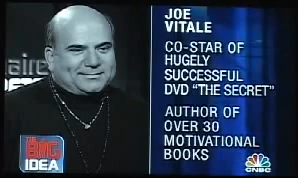 aire
JOE
VITALE
CO-STAR OF
HUGELY
SUCCESSFUL
DVD "THE SECRET"
AUTHOR OF
OVER 30
MOTIVATIONAL
BOOKS
THE
BIG
IDEA
CNBC